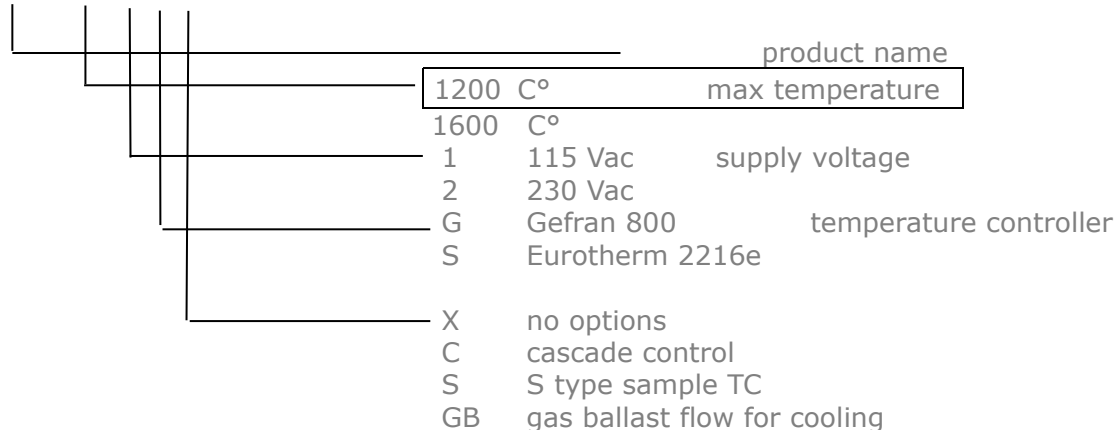 product name
1200 C° max temperature
1600 C°
1 115 Vac supply voltage
2 230 Vac
G Gefran 800 temperature controller
S Eurotherm 2216e
X no options
C cascade control
S S type sample TC
GB gas ballast flow for cooling